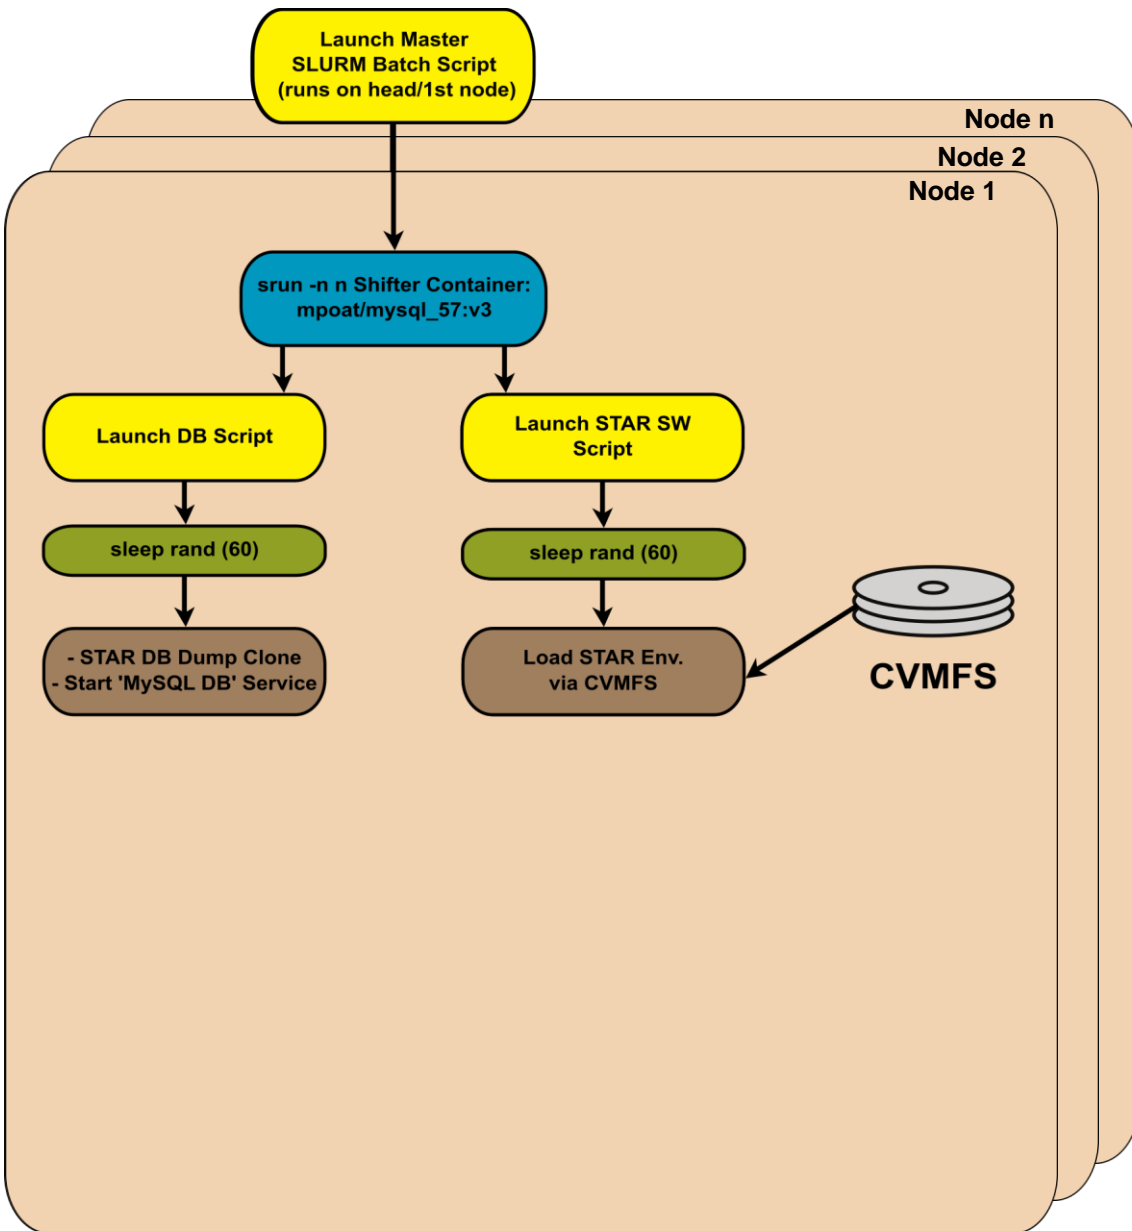 Launch Master
SLURM Batch Script
(runs on head/1st node)
Node n
Node 2
Node 1
srun -n n Shifter Container:
mpoat/mysql_57:v3
Launch DB Script
Launch STAR SW
Script
sleep rand (60)
sleep rand (60)
- STAR DB Dump Clone
- Start 'MySQL DB' Service
Load STAR Env.
via CVMFS
CVMFS